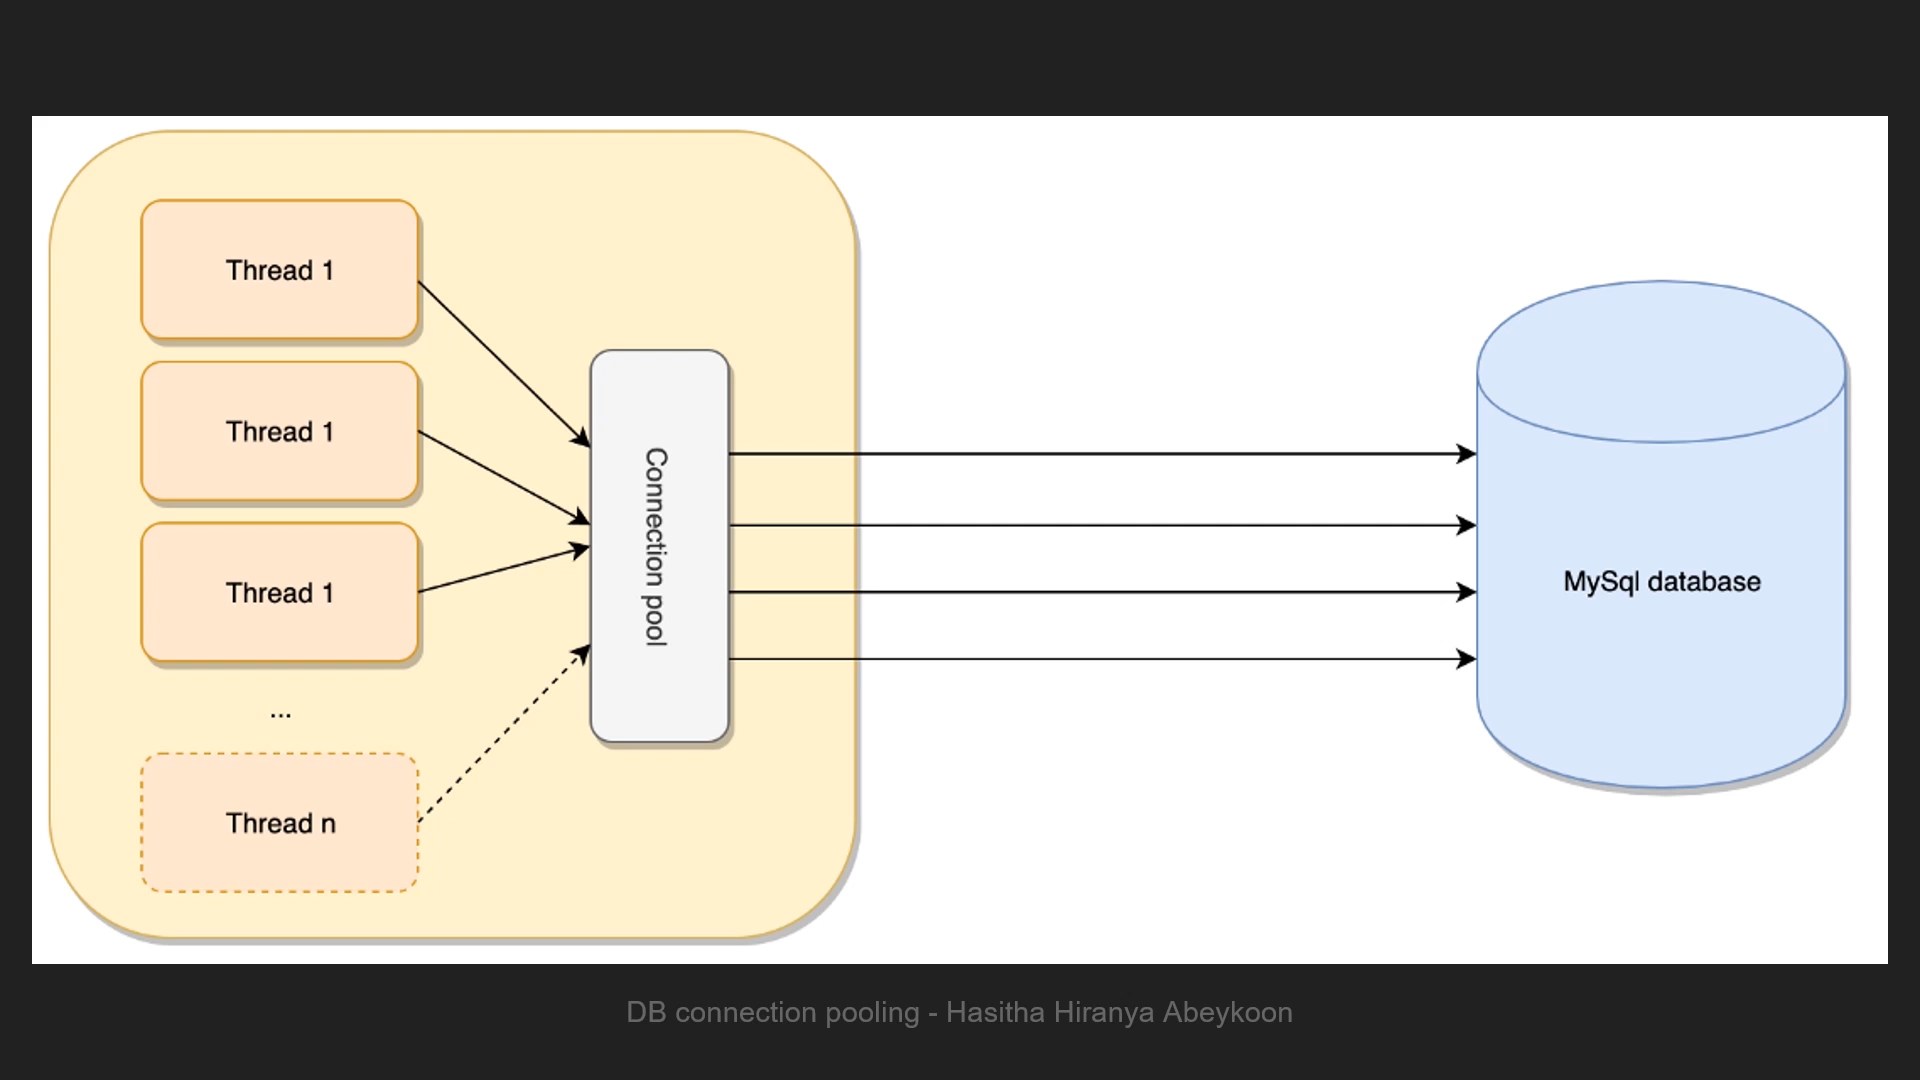 Thread 1
Thread 1
Thread 1
...
Thread n
Connection pool
MySql database
DB connection pooling - Hasitha Hiranya Abeykoon